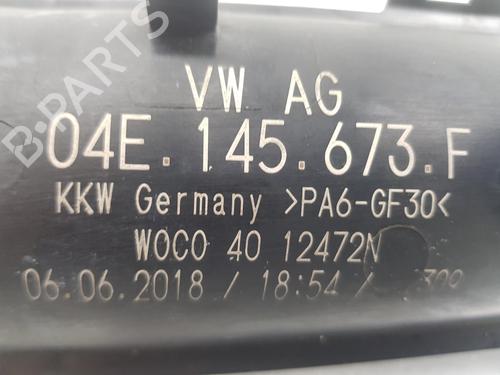 VW AG
04E.145.673.F
KKW Germany >PA6-GF30<
WOCO 40 12472N
06.06.2018 / 18:54 /
B-PARTS